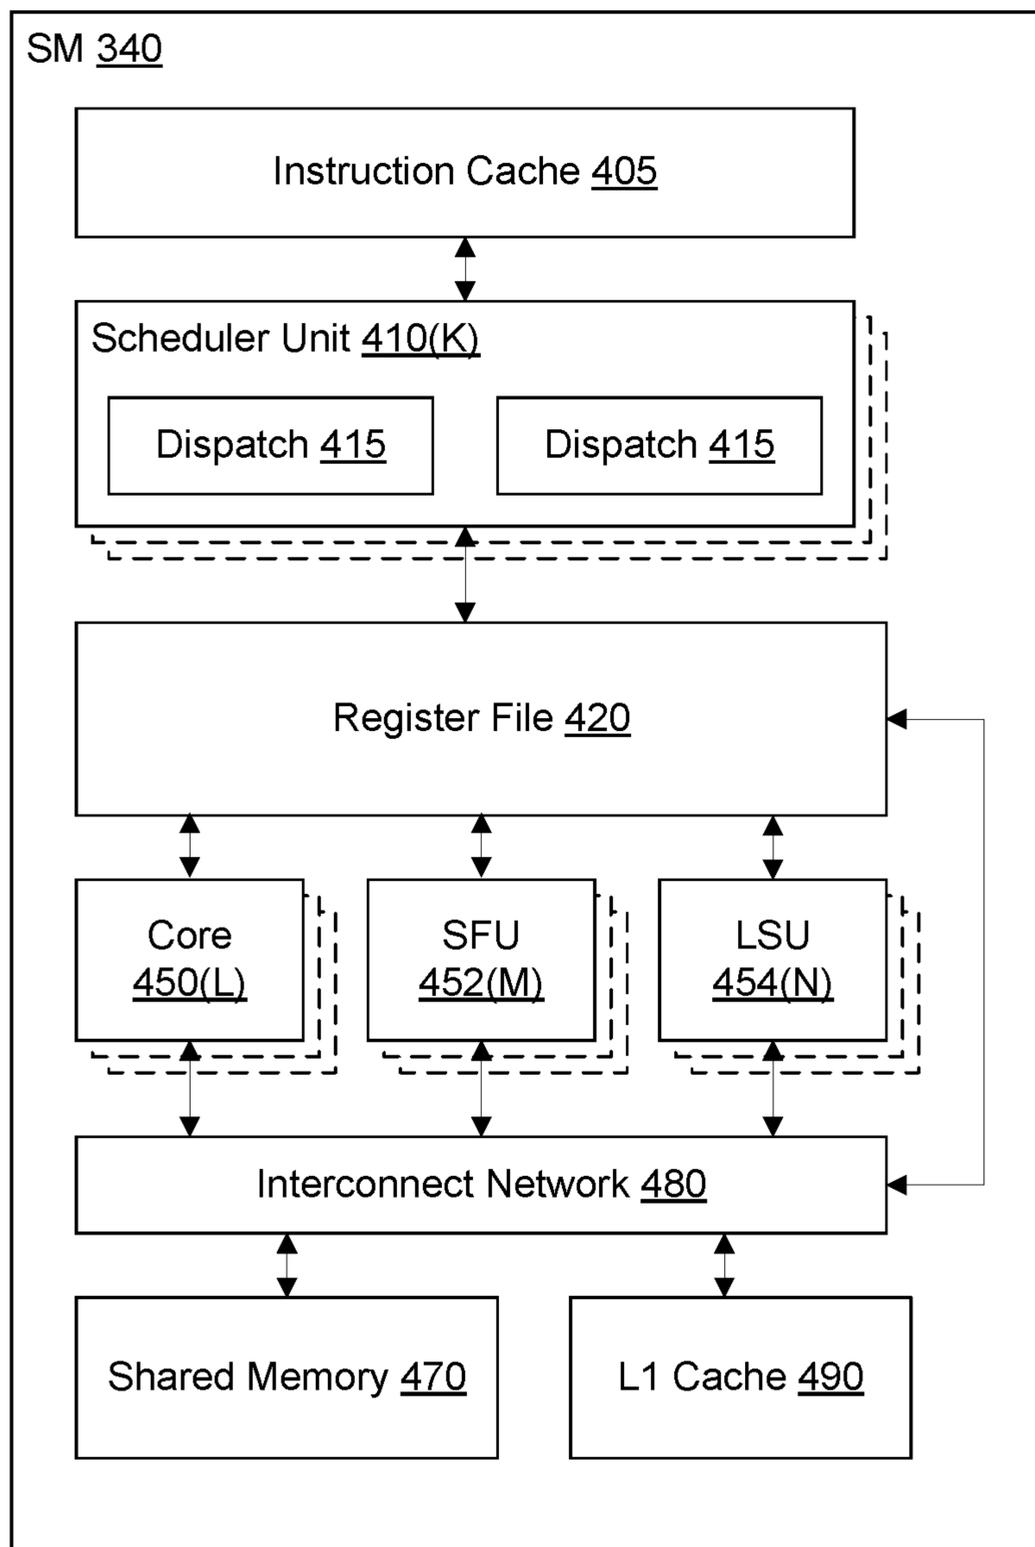 SM 340
Instruction Cache 405
Scheduler Unit 410(K)
Dispatch 415
Dispatch 415
Register File 420
Core
450(L)
SFU
452(M)
LSU
454(N)
Interconnect Network 480
Shared Memory 470
L1 Cache 490